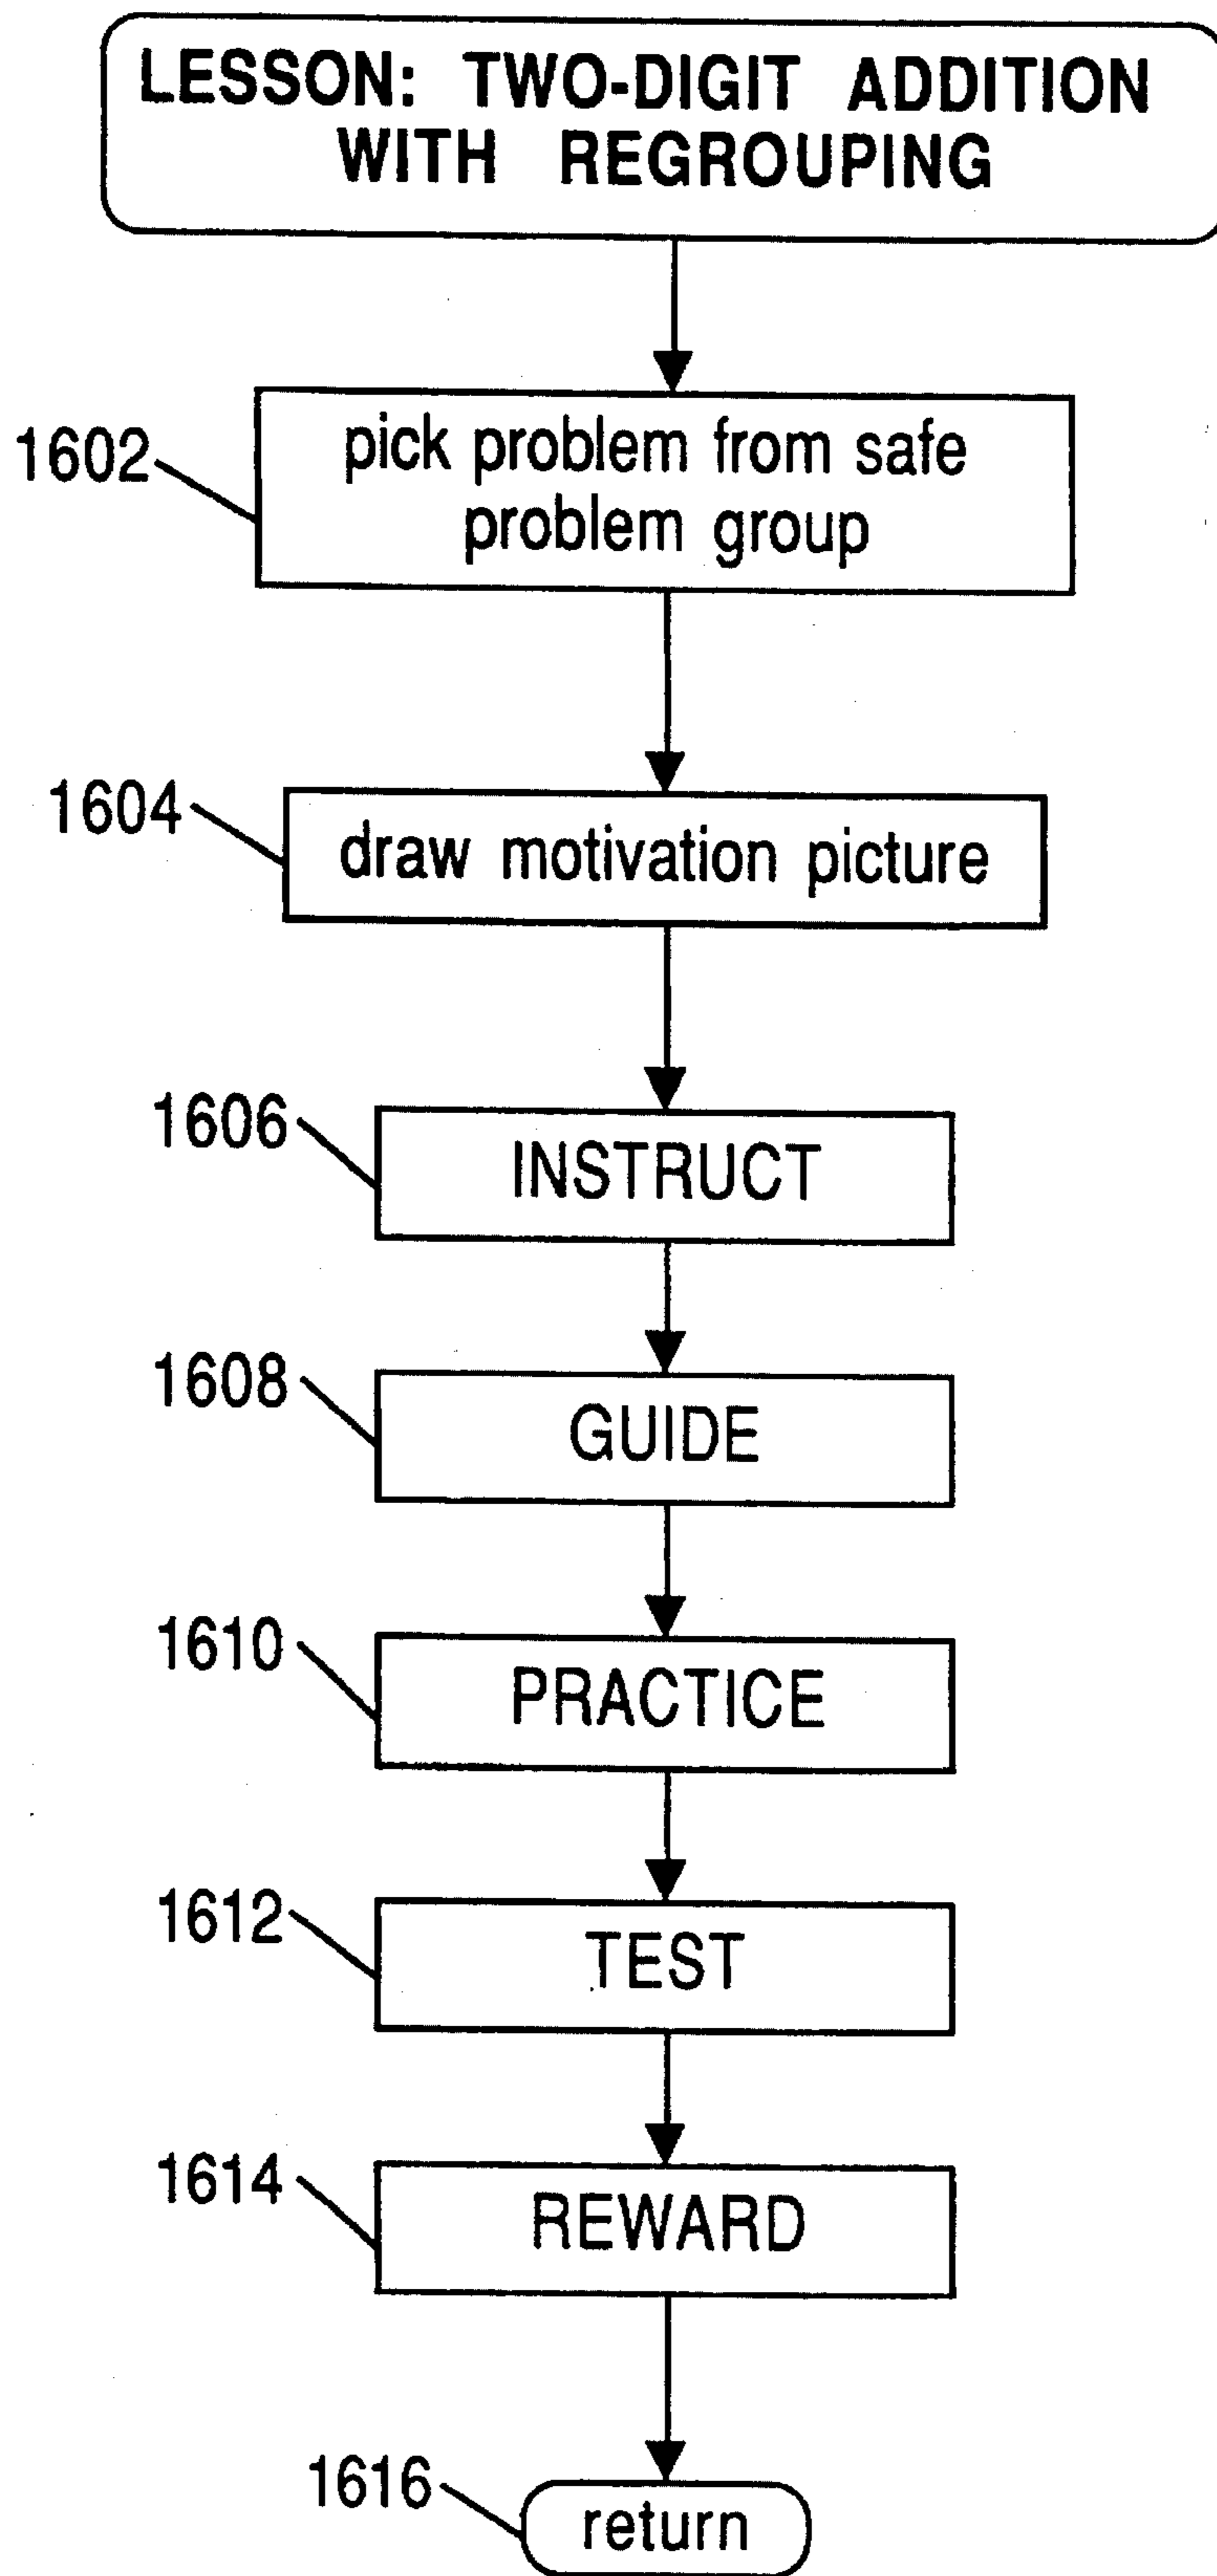 LESSON: TWO-DIGIT ADDITION
WITH REGROUPING
1602
pick problem from safe
problem group
1604
draw motivation picture
1606
INSTRUCT
1608
GUIDE
1610
PRACTICE
1612
TEST
1614
REWARD
1616
return